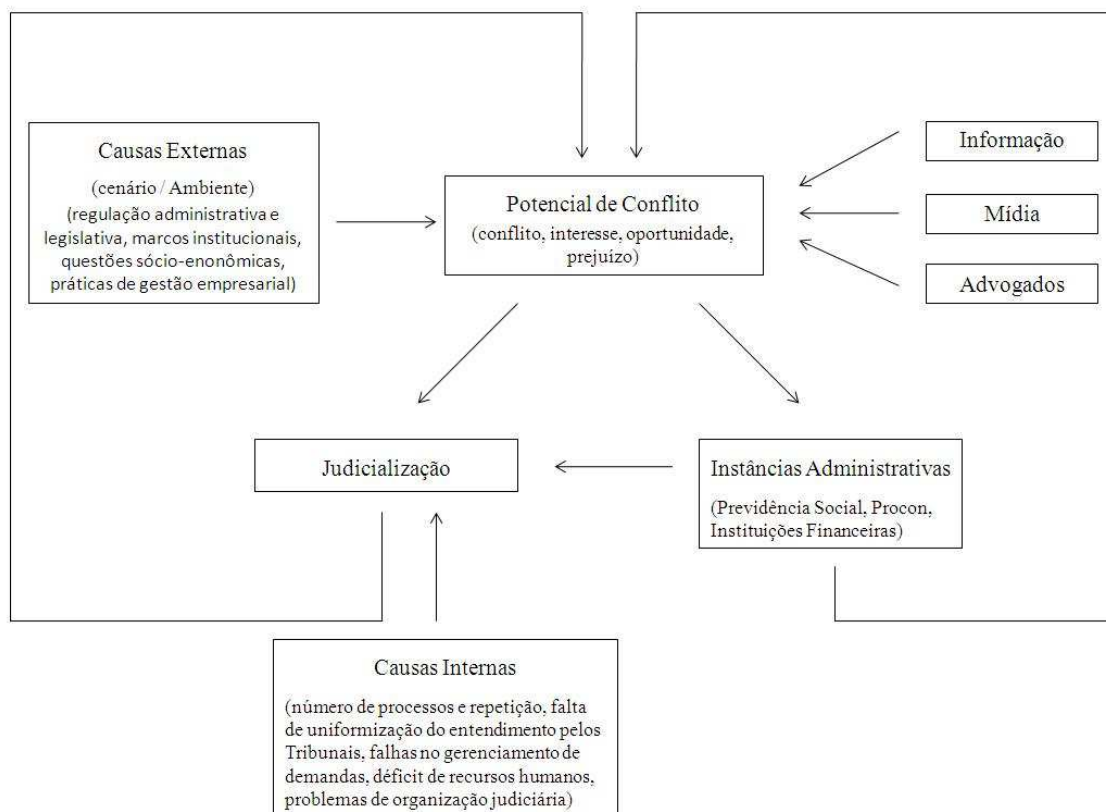 Causas Externas
(cenário / Ambiente)
(regulação administrativa e
legislativa, marcos institucionais,
questões sócio-enonômicas,
práticas de gestão empresarial)
Potencial de Conflito
(conflito, interesse, oportunidade,
prejuízo)
Informação
Mídia
Advogados
Judicialização
Instâncias Administrativas
(Previdência Social, Procon,
Instituições Financeiras)
Causas Internas
(número de processos e repetição, falta
de uniformização do entendimento pelos
Tribunais, falhas no gerenciamento de
demandas, déficit de recursos humanos,
problemas de organização judiciária)